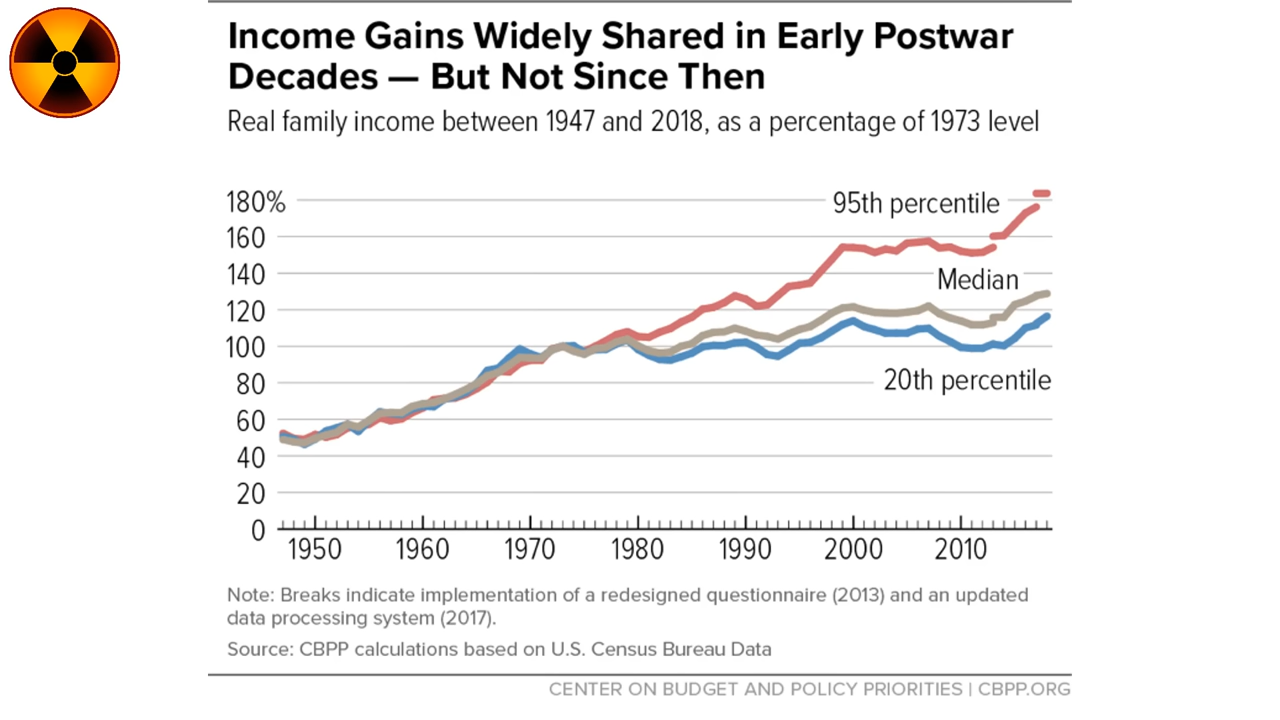 Income Gains Widely Shared in Early Postwar
Decades — But Not Since Then
Real family income between 1947 and 2018, as a percentage of 1973 level
180%
95th percentile
160
140
Median
120
100
80
20th percentile
60
40
20
0
1950 1960 1970 1980 1990 2000 2010
Note: Breaks indicate implementation of a redesigned questionnaire (2013) and an updated
data processing system (2017).
Source: CBPP calculations based on U.S. Census Bureau Data
CENTER ON BUDGET AND POLICY PRIORITIES | CBPP.ORG